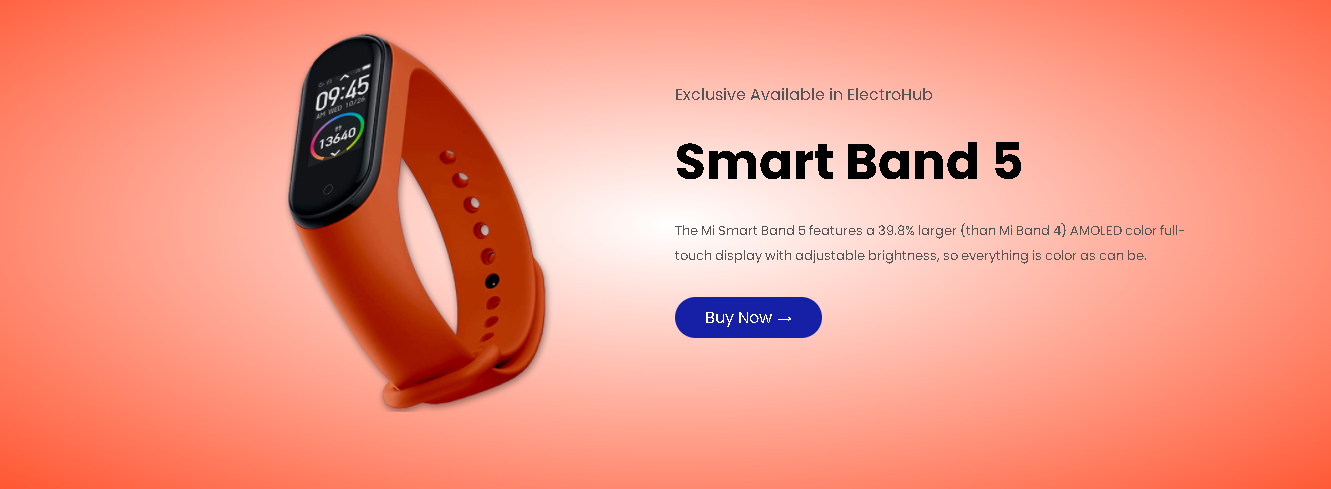 09:45
AM WED 10/26
13640
Exclusive Available in ElectroHub
Smart Band 5
The Mi Smart Band 5 features a 39.8% larger (than Mi Band 4) AMOLED color full-
touch display with adjustable brightness, so everything is color as can be.
Buy Now →